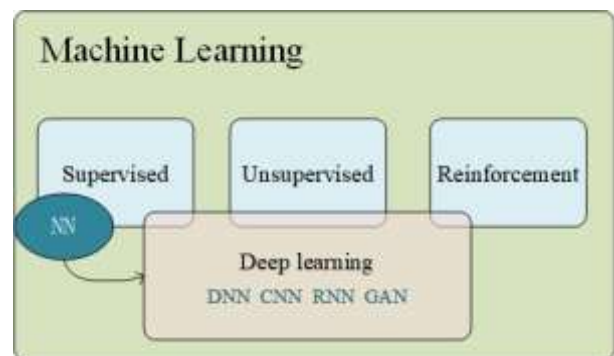 Machine Learning
Supervised
Unsupervised
Reinforcement
NN
Deep learning
DNN CNN RNN GAN